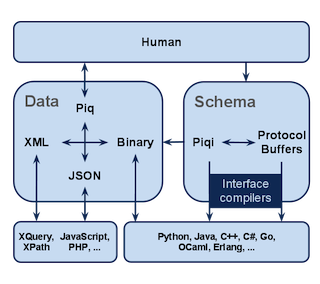 Human
Data
Piq
XML
Binary
JSON
Schema
Piqi
Protocol
Buffers
Interface
compilers
XQuery,
XPath
JavaScript,
PHP, ...
Python, Java, C++, C#, Go,
OCaml, Erlang, ...